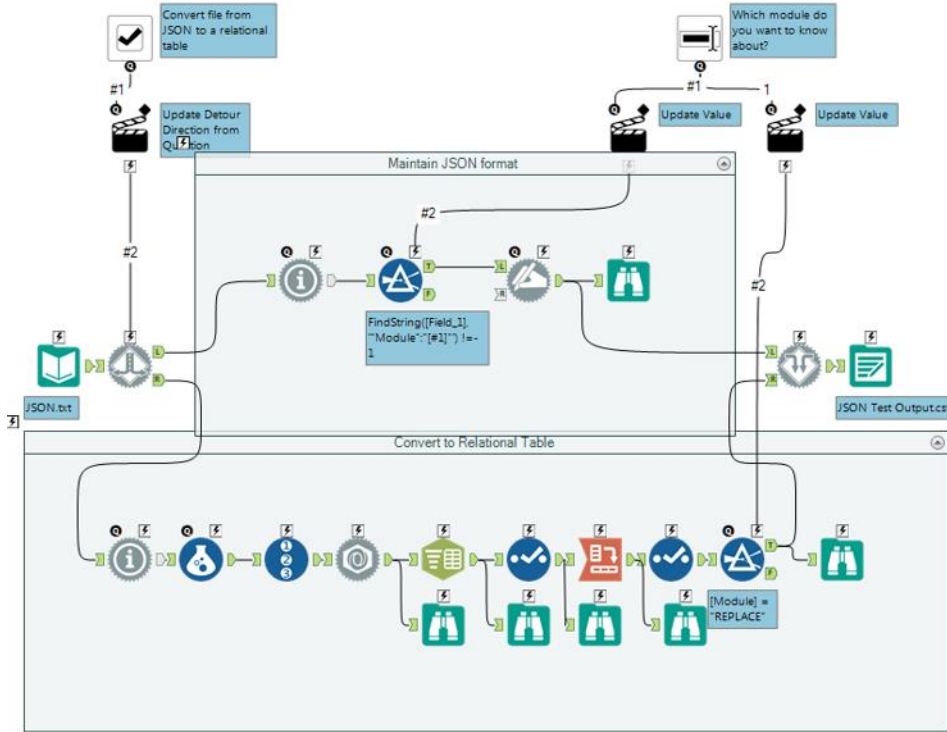 Convert file from
JSON to a relational
table
Which module do
you want to know
about?
#1
#1
1
Update Detour
Direction from
Update Value
Update Value
Maintain JSON format
#2
#2
#2
FindString([Field_1],
'"Module":"[#1]"') !=-
1
JSON.txt
JSON Test Output.cs
Convert to Relational Table
[Module] =
"REPLACE"